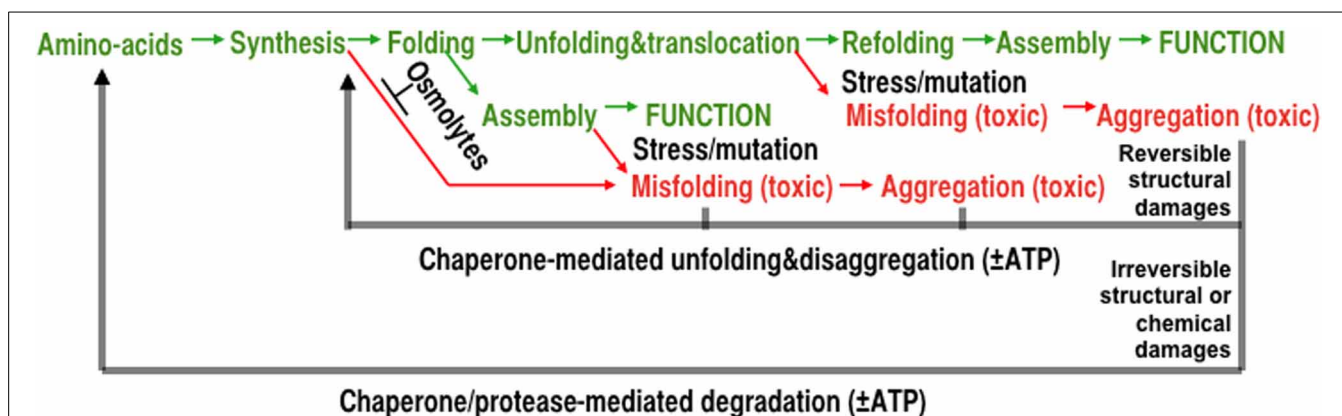 Amino-acids Synthesis Folding Unfolding&translocation Refolding Assembly FUNCTION
Osmolytes
Stress/mutation
Assembly FUNCTION
Misfolding (toxic) Aggregation (toxic)
Stress/mutation
Misfolding (toxic) Aggregation (toxic)
Reversible
structural
damages
Chaperone-mediated unfolding&disaggregation (±ATP)
Irreversible
structural or
chemical
damages
Chaperone/protease-mediated degradation (±ATP)